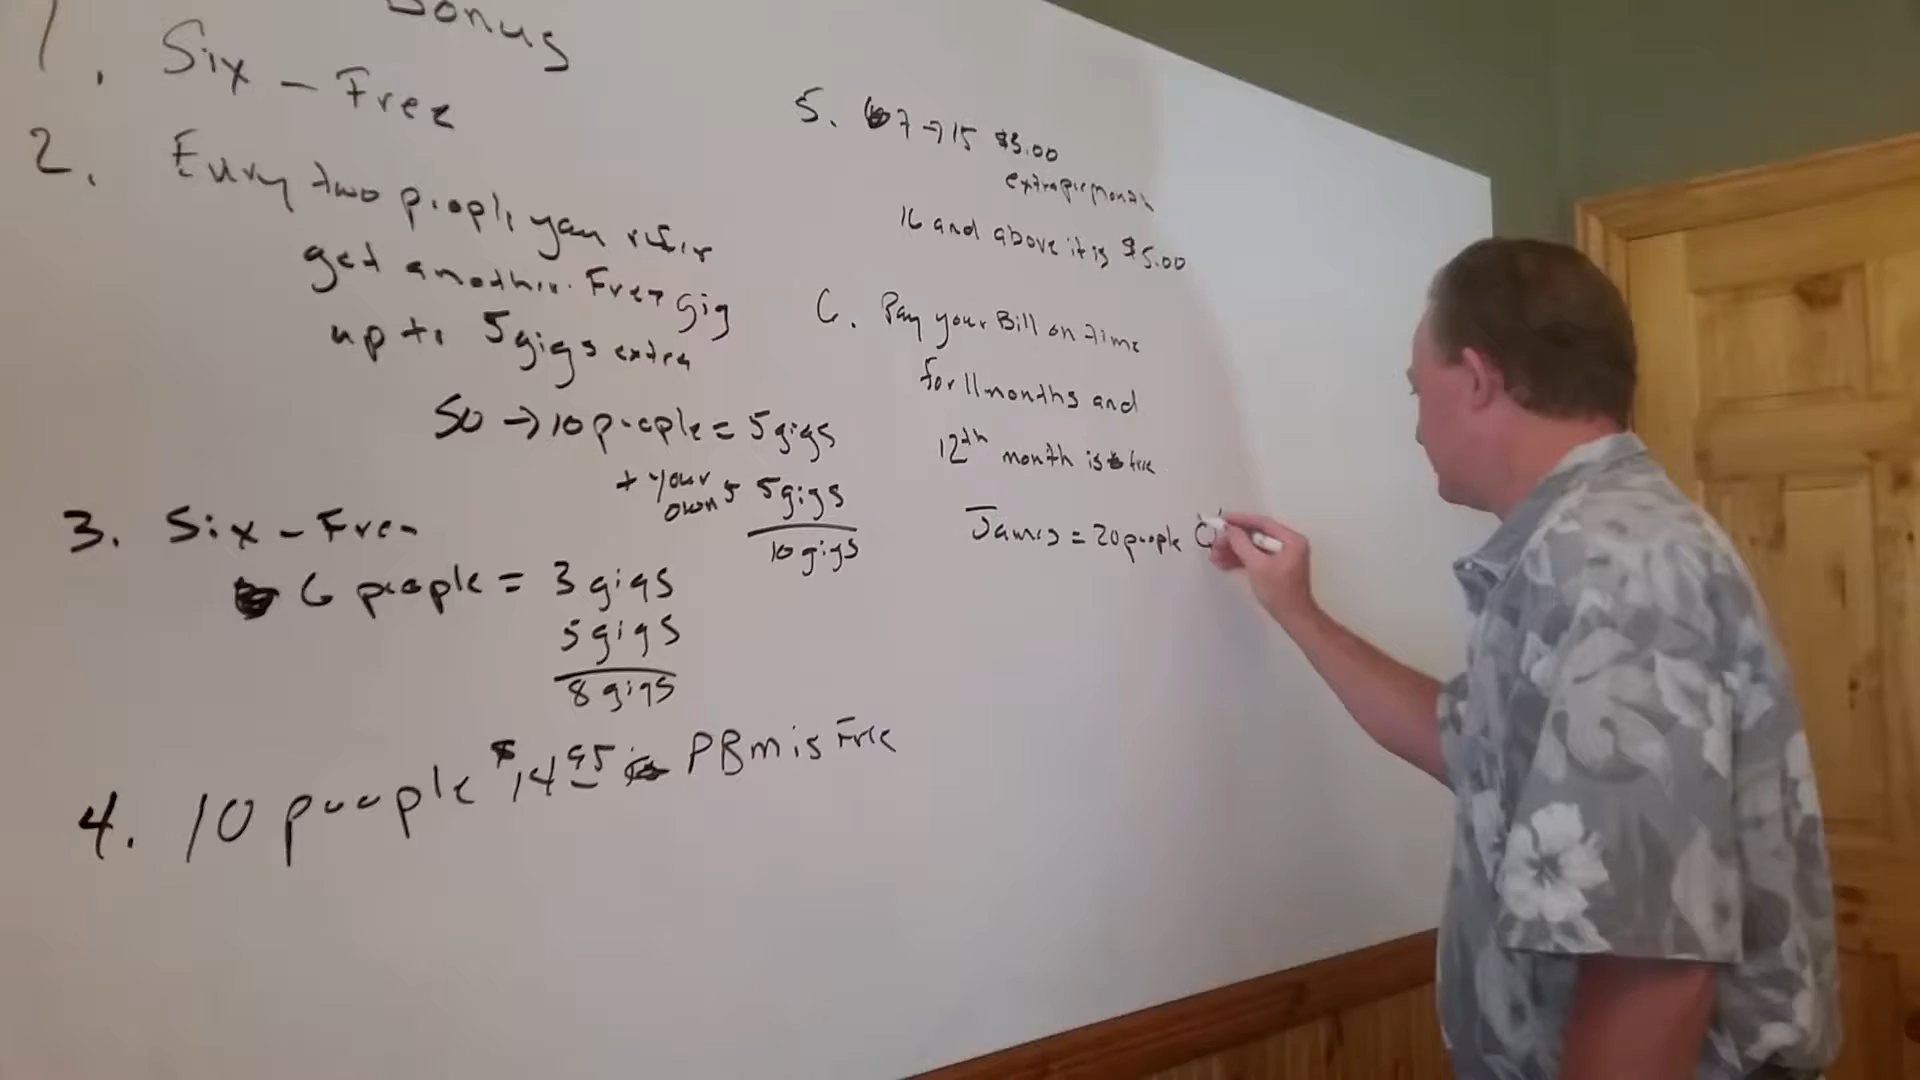 Bonus
1. Six - Free
2. Every two people you refer
get another Free gig
up to 5 gigs extra
So → 10 people = 5 gigs
+ your own 5 5 gigs
10 gigs
3. Six - Free
6 people = 3 gigs
5 gigs
8 gigs
4. 10 people $14 95 PBM is Free
5. 7 → 15 $3.00
extra per month
16 and above it is $5.00
6. Pay your Bill on time
for 11 months and
12th month is free
James = 20 people